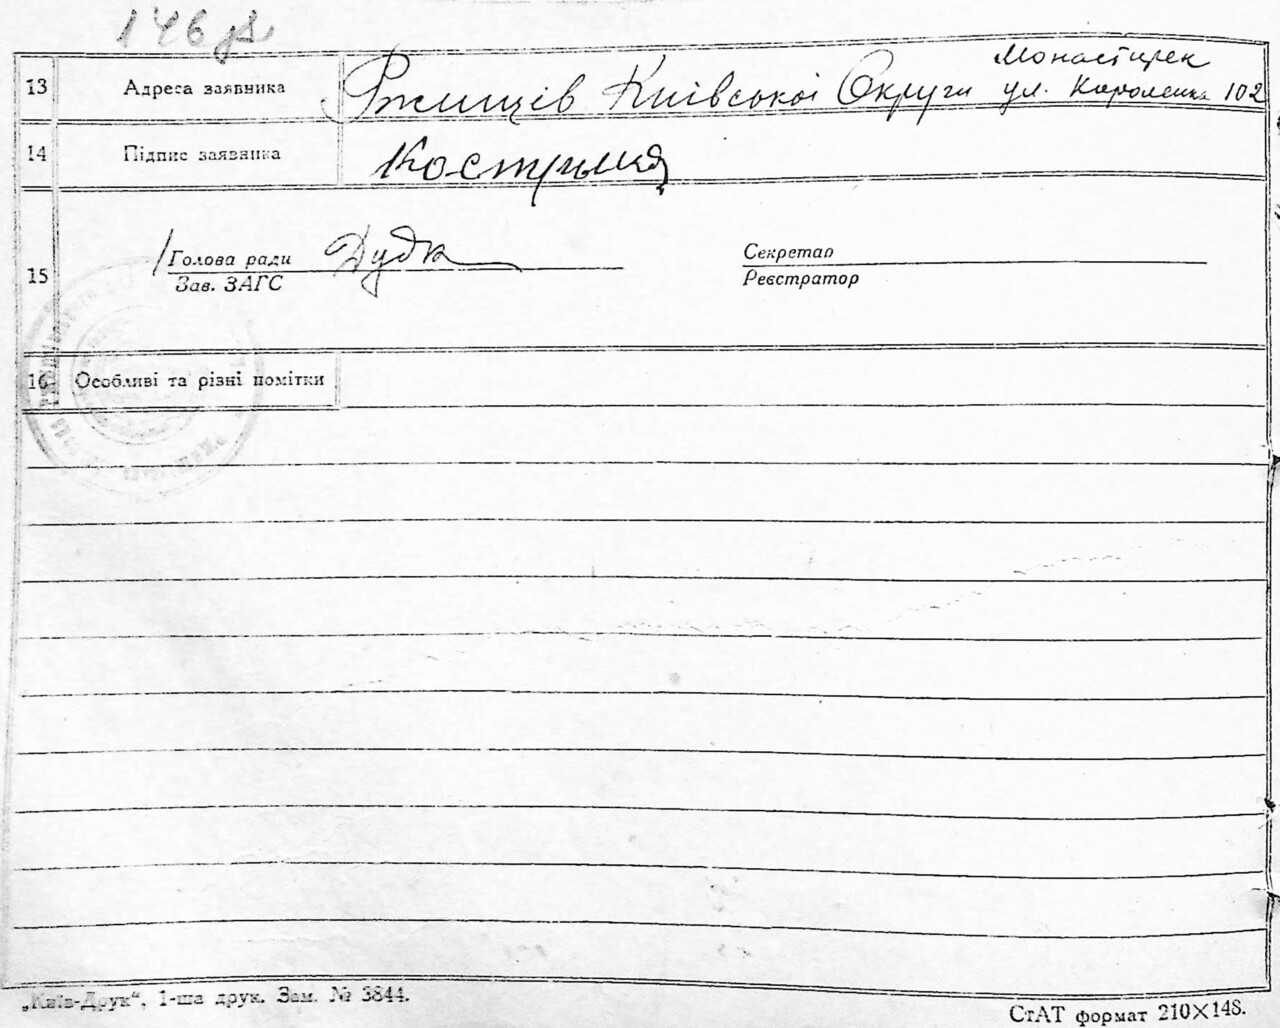 146
Монастирек
13 Адреса заявника Ржищів Київської Округи ул. Короленка 102
14 Підпис заявника
15 Голова ради Дудка Секретар
Зав. ЗАГС Реєстратор
16 Особливі та різні помітки
„Київ-Друк“, 1-ша друк. Зам. № 3844.
СтАТ формат 210×148.